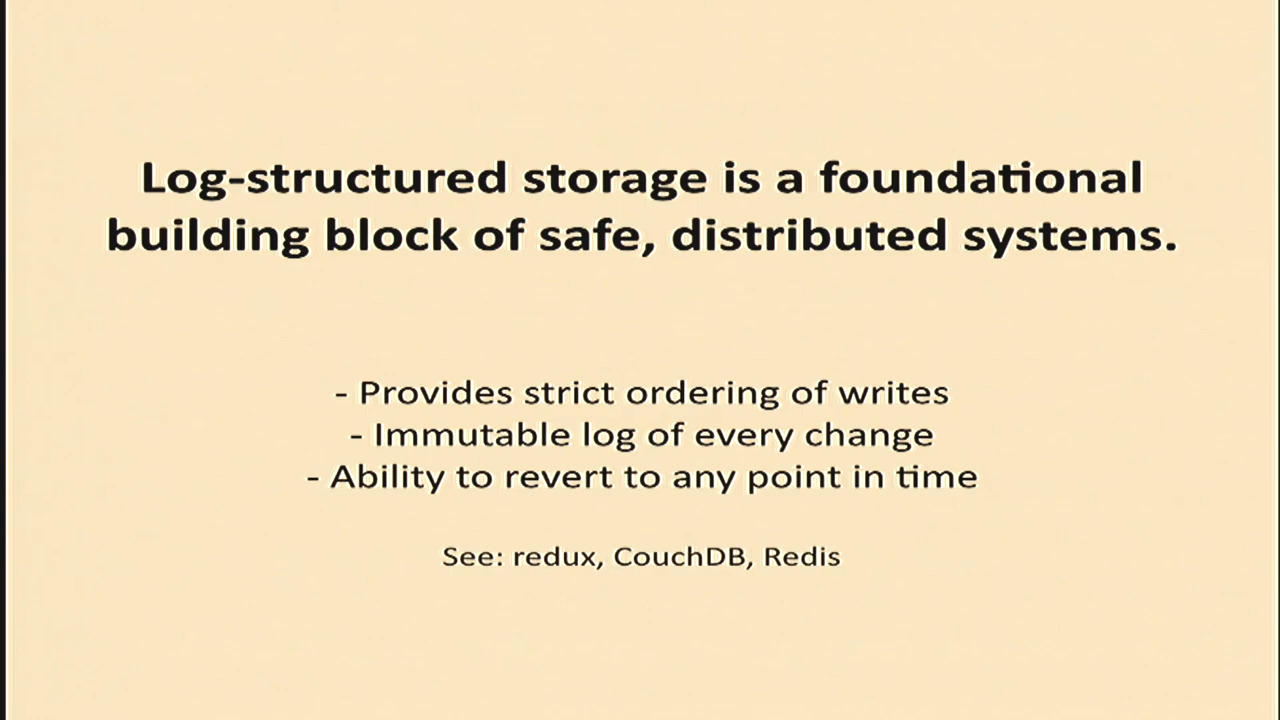 Log-structured storage is a foundational
building block of safe, distributed systems.
- Provides strict ordering of writes
- Immutable log of every change
- Ability to revert to any point in time
See: redux, CouchDB, Redis